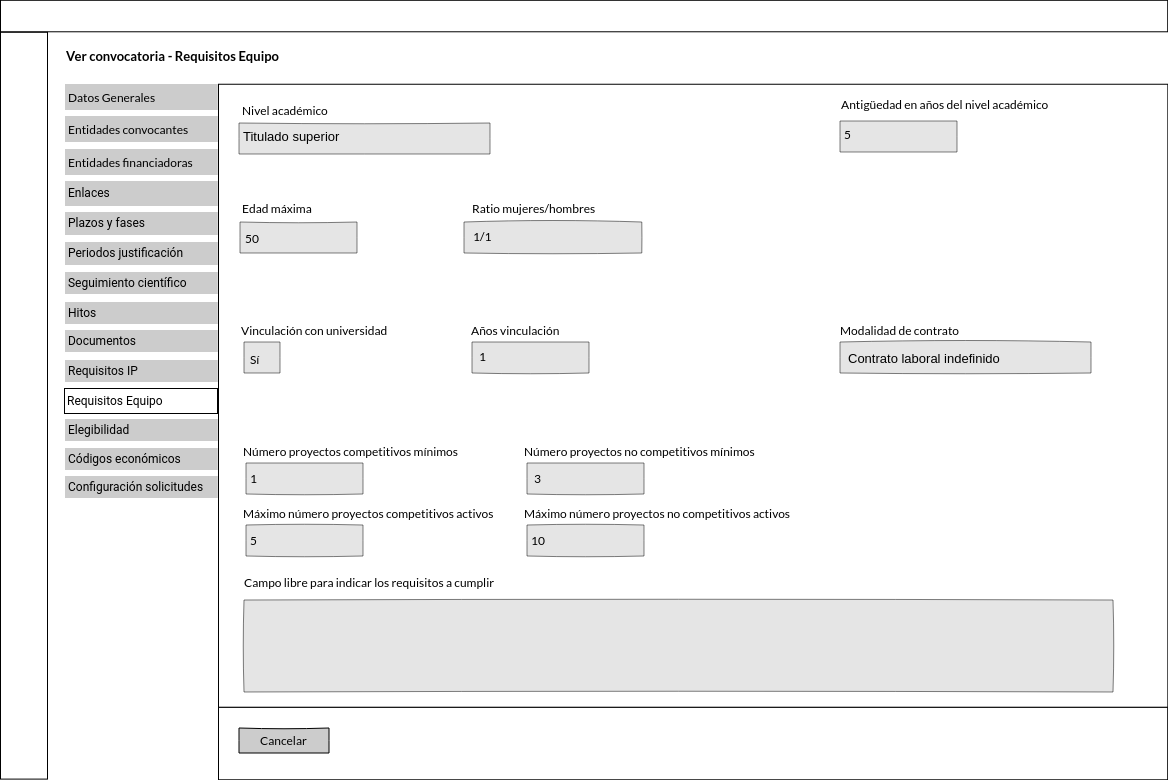 Ver convocatoria - Requisitos Equipo
Datos Generales
Entidades convocantes
Entidades financiadoras
Enlaces
Plazos y fases
Periodos justificación
Seguimiento científico
Hitos
Documentos
Requisitos IP
Requisitos Equipo
Elegibilidad
Códigos económicos
Configuración solicitudes
Nivel académico
Titulado superior
Antigüedad en años del nivel académico
5
Edad máxima
50
Ratio mujeres/hombres
1/1
Vinculación con universidad
Sí
Años vinculación
1
Modalidad de contrato
Contrato laboral indefinido
Número proyectos competitivos mínimos
1
Número proyectos no competitivos mínimos
3
Máximo número proyectos competitivos activos
5
Máximo número proyectos no competitivos activos
10
Campo libre para indicar los requisitos a cumplir
Cancelar